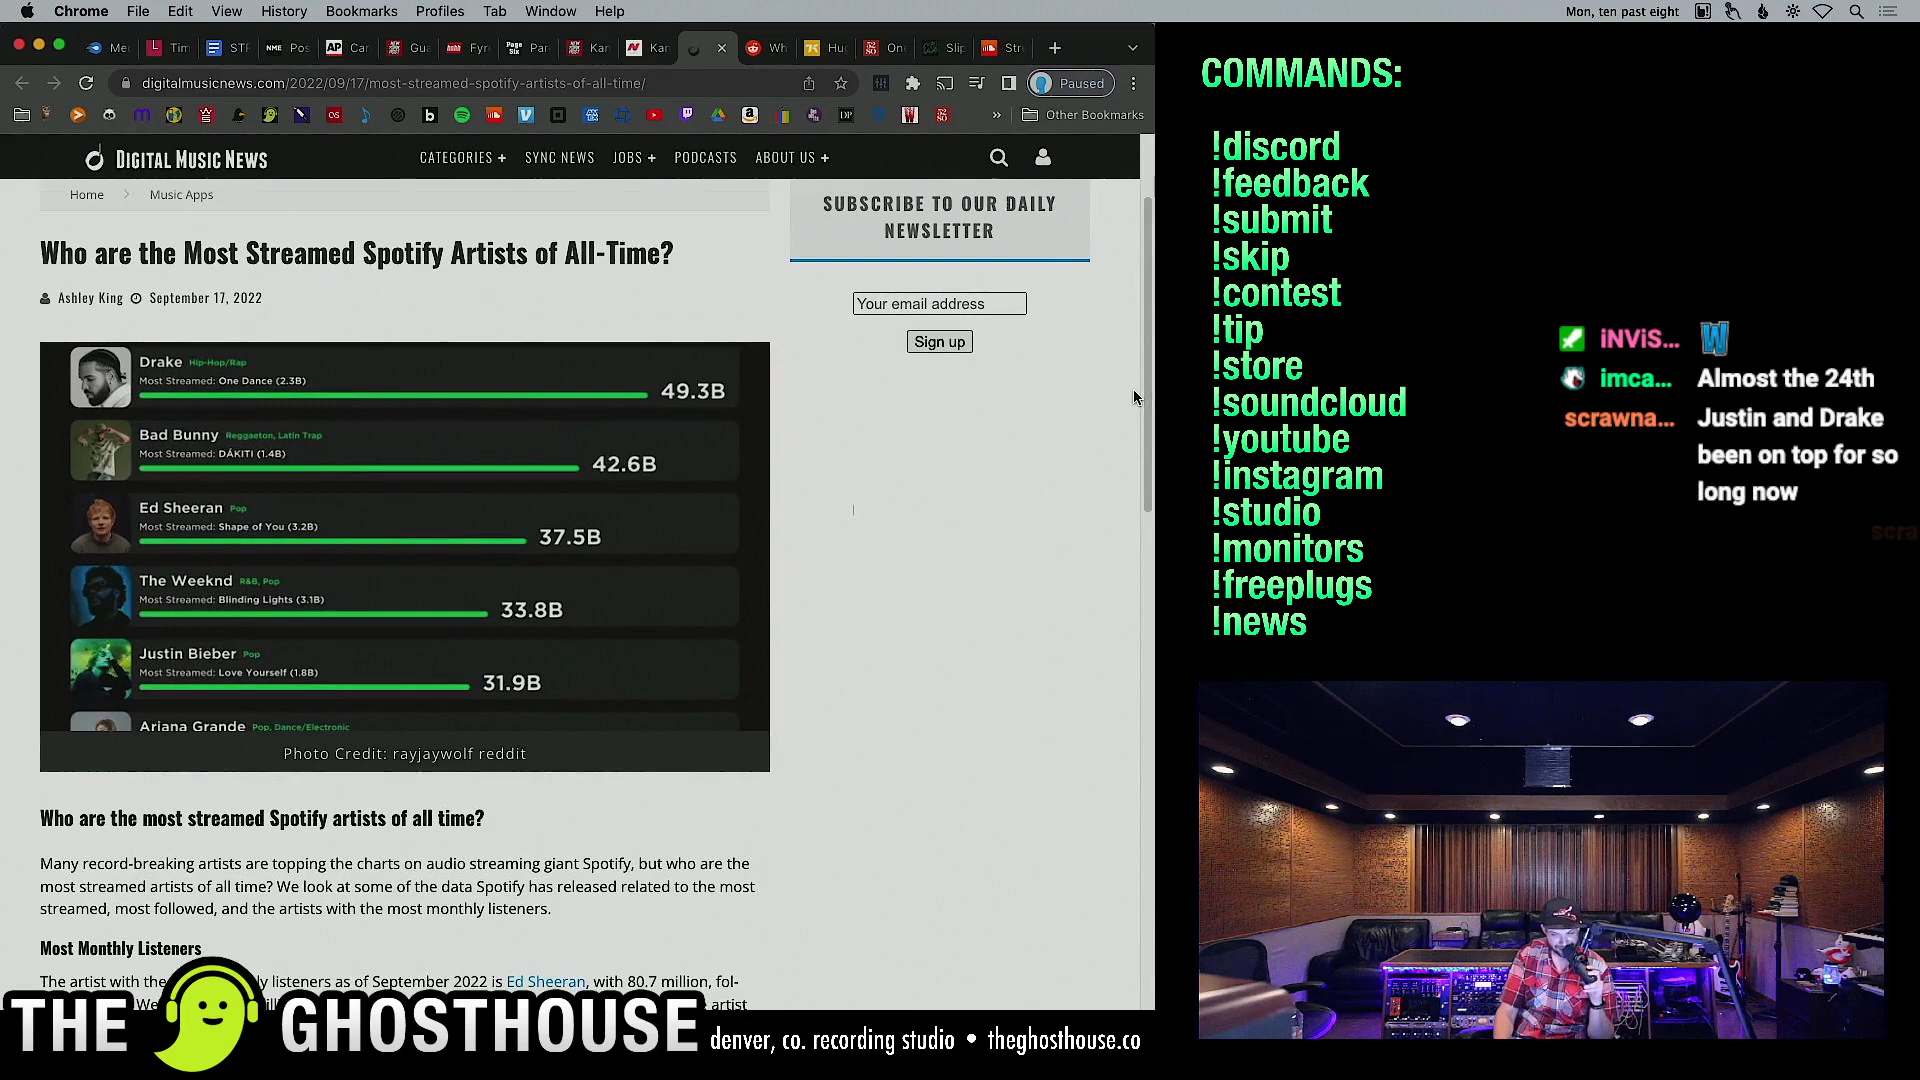 Chrome File Edit View History Bookmarks Profiles Tab Window Help
Mon, ten past eight
digitalmusicnews.com/2022/09/17/most-streamed-spotify-artists-of-all-time/
Paused
Other Bookmarks
DIGITAL MUSIC NEWS
CATEGORIES + SYNC NEWS JOBS + PODCASTS ABOUT US +
Home > Music Apps
Who are the Most Streamed Spotify Artists of All-Time?
Ashley King September 17, 2022
Drake Hip-Hop/Rap
Most Streamed: One Dance (2.3B)
49.3B
Bad Bunny Reggaeton, Latin Trap
Most Streamed: DÁKITI (1.4B)
42.6B
Ed Sheeran Pop
Most Streamed: Shape of You (3.2B)
37.5B
The Weeknd R&B, Pop
Most Streamed: Blinding Lights (3.1B)
33.8B
Justin Bieber Pop
Most Streamed: Love Yourself (1.8B)
31.9B
Ariana Grande Pop, Dance/Electronic
Photo Credit: rayjaywolf reddit
Who are the most streamed Spotify artists of all time?
Many record-breaking artists are topping the charts on audio streaming giant Spotify, but who are the
most streamed artists of all time? We look at some of the data Spotify has released related to the most
streamed, most followed, and the artists with the most monthly listeners.
Most Monthly Listeners
The artist with the listeners as of September 2022 is Ed Sheeran, with 80.7 million, fol-
artist
SUBSCRIBE TO OUR DAILY
NEWSLETTER
Your email address
Sign up
COMMANDS:
!discord
!feedback
!submit
!skip
!contest
!tip
!store
!soundcloud
!youtube
!instagram
!studio
!monitors
!freeplugs
!news
iNViS... W
imca... Almost the 24th
scrawna... Justin and Drake
been on top for so
long now
scra
THE GHOSTHOUSE
denver, co. recording studio • theghosthouse.co